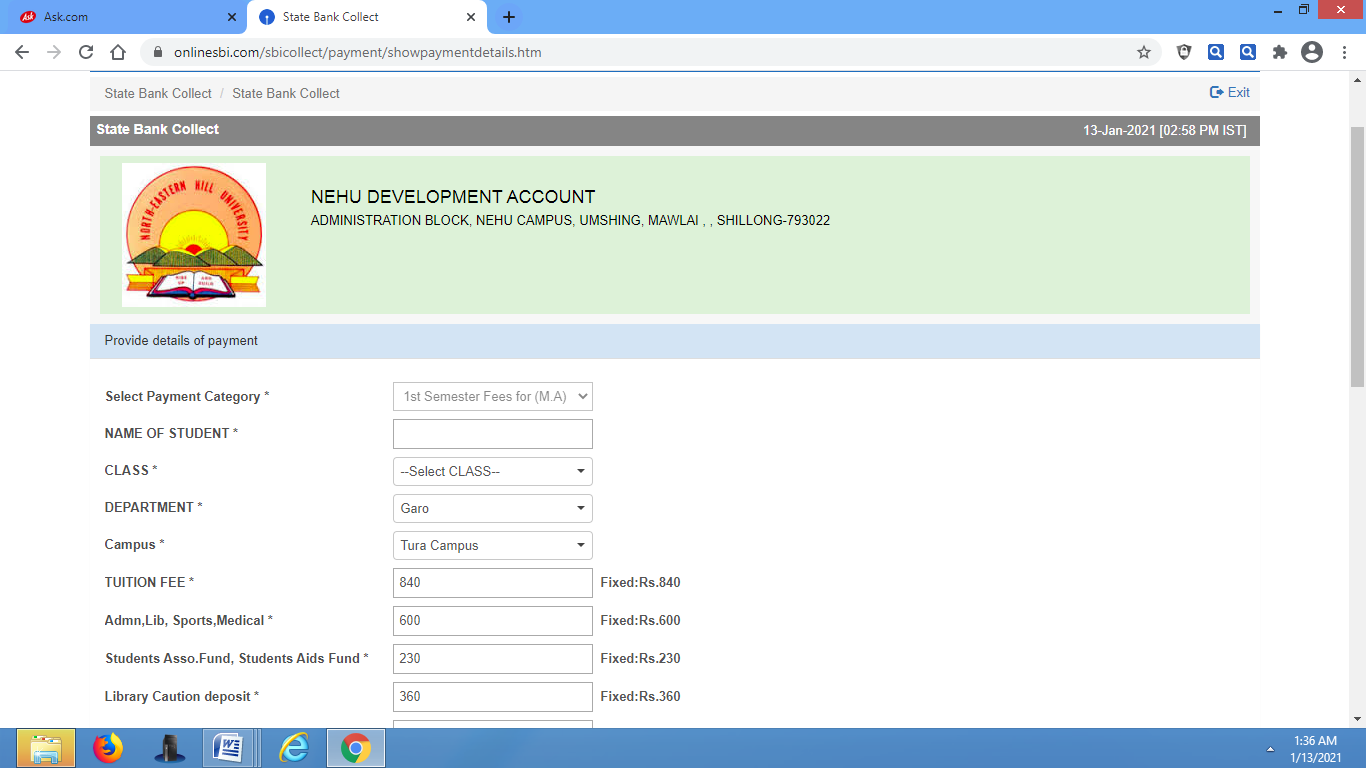 Ask
Ask.com
State Bank Collect
onlinesbi.com/sbicollect/payment/showpaymentdetails.htm
State Bank Collect / State Bank Collect
Exit
State Bank Collect
13-Jan-2021 [02:58 PM IST]
NORTH-EASTERN HILL UNIVERSITY
RISE UP AND BUILD
NEHU DEVELOPMENT ACCOUNT
ADMINISTRATION BLOCK, NEHU CAMPUS, UMSHING, MAWLAI , , SHILLONG-793022
Provide details of payment
Select Payment Category *
1st Semester Fees for (M.A)
NAME OF STUDENT *
CLASS *
--Select CLASS--
DEPARTMENT *
Garo
Campus *
Tura Campus
TUITION FEE *
840
Fixed:Rs.840
Admn,Lib, Sports,Medical *
600
Fixed:Rs.600
Students Asso.Fund, Students Aids Fund *
230
Fixed:Rs.230
Library Caution deposit *
360
Fixed:Rs.360
1:36 AM
1/13/2021